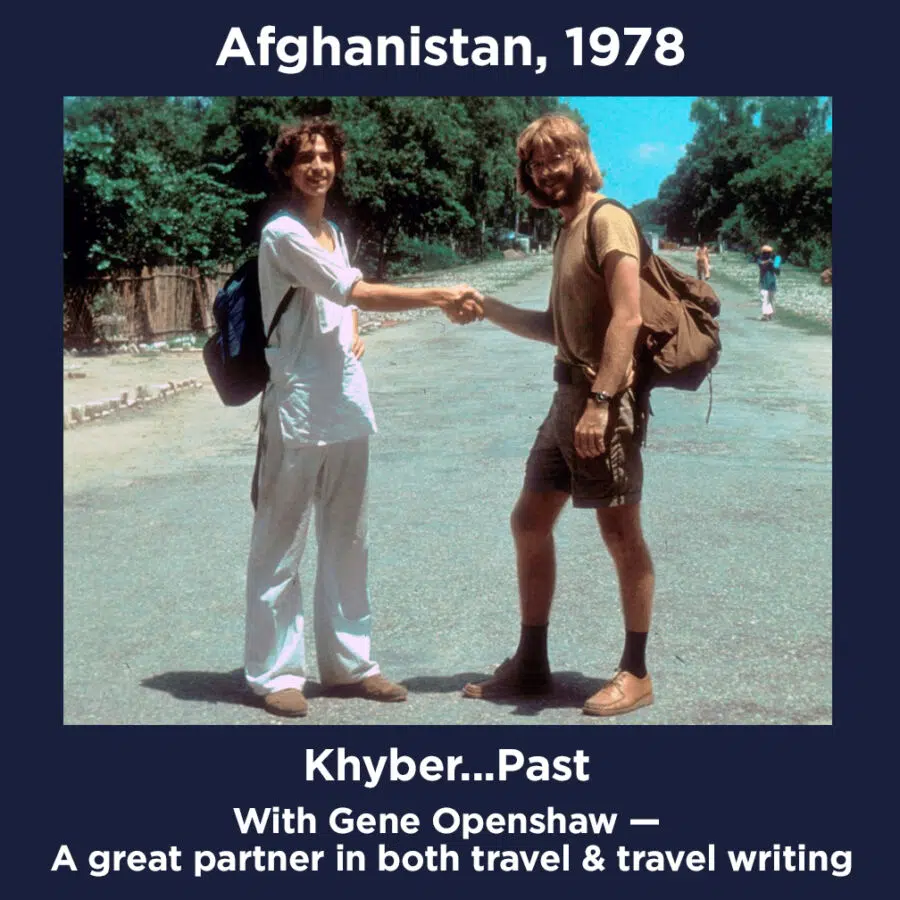 Afghanistan, 1978
Khyber...Past
With Gene Openshaw —
A great partner in both travel & travel writing